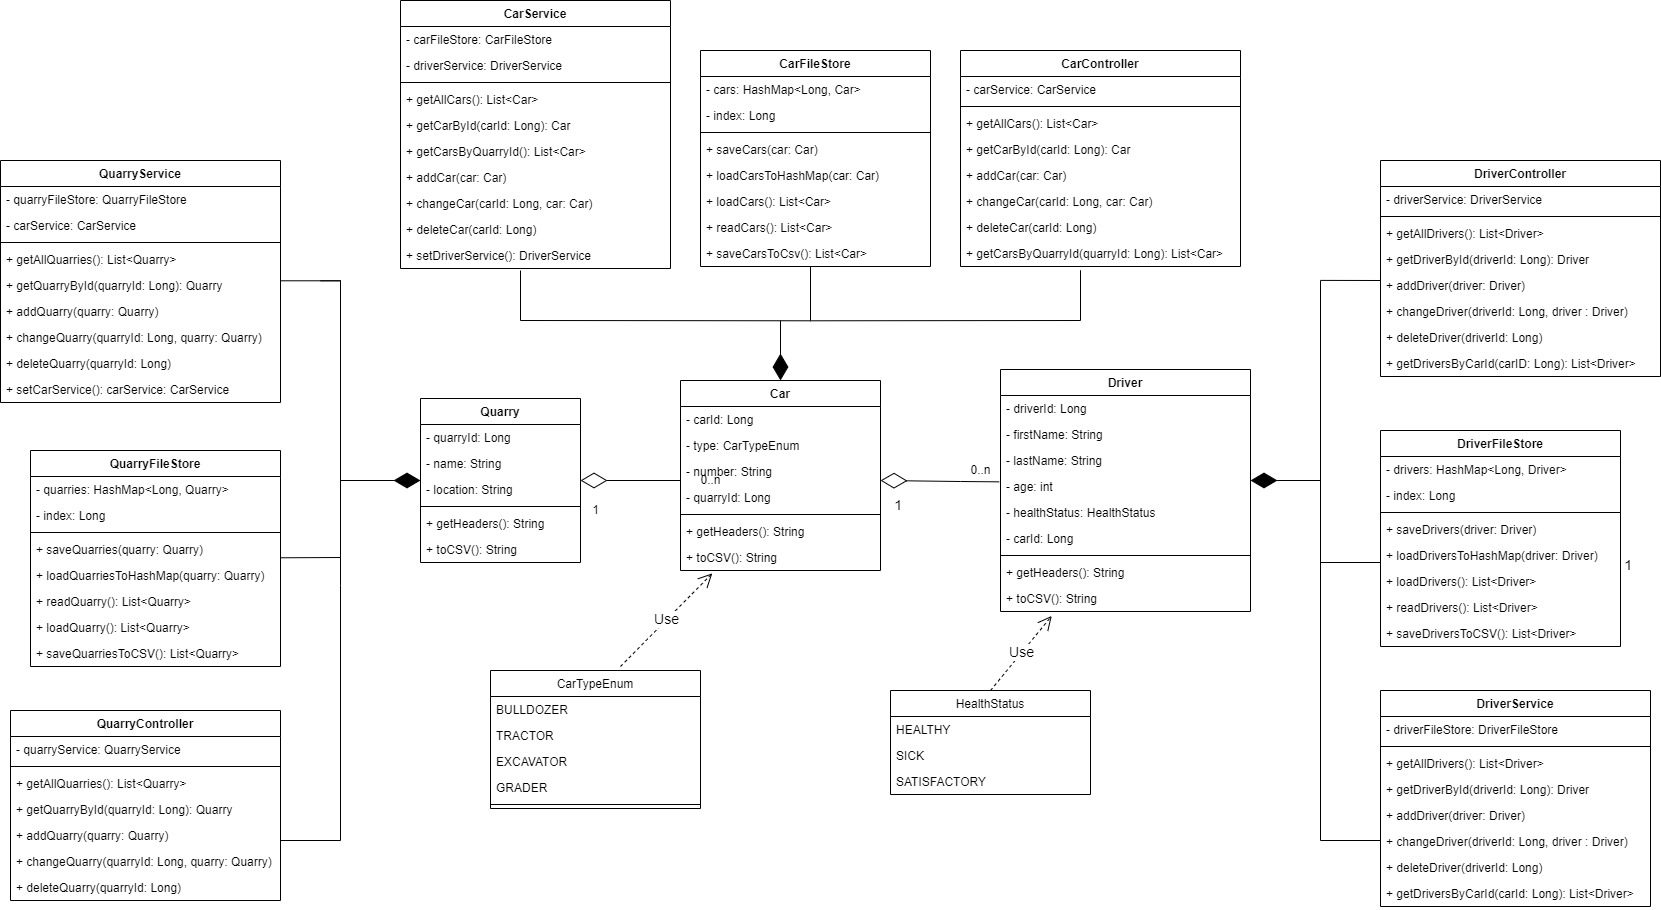 CarService
- carFileStore: CarFileStore
- driverService: DriverService
+ getAllCars(): List<Car>
+ getCarById(carId: Long): Car
+ getCarsByQuarryId(): List<Car>
+ addCar(car: Car)
+ changeCar(carId: Long, car: Car)
+ deleteCar(carId: Long)
+ setDriverService(): DriverService
CarFileStore
- cars: HashMap<Long, Car>
- index: Long
+ saveCars(car: Car)
+ loadCarsToHashMap(car: Car)
+ loadCars(): List<Car>
+ readCars(): List<Car>
+ saveCarsToCsv(): List<Car>
CarController
- carService: CarService
+ getAllCars(): List<Car>
+ getCarById(carId: Long): Car
+ addCar(car: Car)
+ changeCar(carId: Long, car: Car)
+ deleteCar(carId: Long)
+ getCarsByQuarryId(quarryId: Long): List<Car>
QuarryService
- quarryFileStore: QuarryFileStore
- carService: CarService
+ getAllQuarries(): List<Quarry>
+ getQuarryById(quarryId: Long): Quarry
+ addQuarry(quarry: Quarry)
+ changeQuarry(quarryId: Long, quarry: Quarry)
+ deleteQuarry(quarryId: Long)
+ setCarService(): carService: CarService
QuarryFileStore
- quarries: HashMap<Long, Quarry>
- index: Long
+ saveQuarries(quarry: Quarry)
+ loadQuarriesToHashMap(quarry: Quarry)
+ readQuarry(): List<Quarry>
+ loadQuarry(): List<Quarry>
+ saveQuarriesToCSV(): List<Quarry>
QuarryController
- quarryService: QuarryService
+ getAllQuarries(): List<Quarry>
+ getQuarryById(quarryId: Long): Quarry
+ addQuarry(quarry: Quarry)
+ changeQuarry(quarryId: Long, quarry: Quarry)
+ deleteQuarry(quarryId: Long)
Quarry
- quarryId: Long
- name: String
- location: String
+ getHeaders(): String
+ toCSV(): String
1
0..n
Car
- carId: Long
- type: CarTypeEnum
- number: String
- quarryId: Long
+ getHeaders(): String
+ toCSV(): String
1
0..n
Driver
- driverId: Long
- firstName: String
- lastName: String
- age: int
- healthStatus: HealthStatus
- carId: Long
+ getHeaders(): String
+ toCSV(): String
Use
CarTypeEnum
BULLDOZER
TRACTOR
EXCAVATOR
GRADER
Use
HealthStatus
HEALTHY
SICK
SATISFACTORY
DriverController
- driverService: DriverService
+ getAllDrivers(): List<Driver>
+ getDriverById(driverId: Long): Driver
+ addDriver(driver: Driver)
+ changeDriver(driverId: Long, driver : Driver)
+ deleteDriver(driverId: Long)
+ getDriversByCarId(carID: Long): List<Driver>
DriverFileStore
- drivers: HashMap<Long, Driver>
- index: Long
+ saveDrivers(driver: Driver)
+ loadDriversToHashMap(driver: Driver)
+ loadDrivers(): List<Driver>
+ readDrivers(): List<Driver>
+ saveDriversToCSV(): List<Driver>
1
DriverService
- driverFileStore: DriverFileStore
+ getAllDrivers(): List<Driver>
+ getDriverById(driverId: Long): Driver
+ addDriver(driver: Driver)
+ changeDriver(driverId: Long, driver : Driver)
+ deleteDriver(driverId: Long)
+ getDriversByCarId(carId: Long): List<Driver>